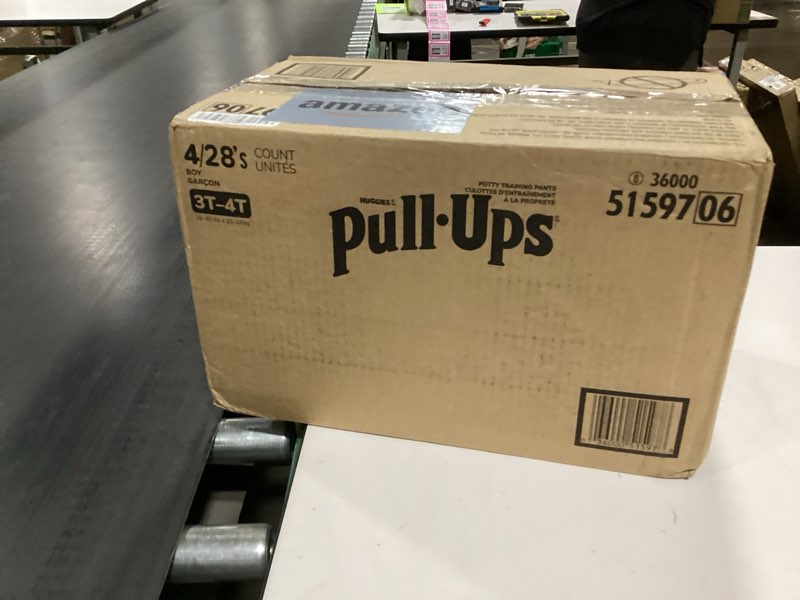 amaz
4/28's COUNT
UNITÉS
BOY
GARÇON
3T-4T
HUGGIES
Pull·Ups
POTTY TRAINING PANTS
CULOTTES D'ENTRAÎNEMENT
À LA PROPRETÉ
36000
51597 06